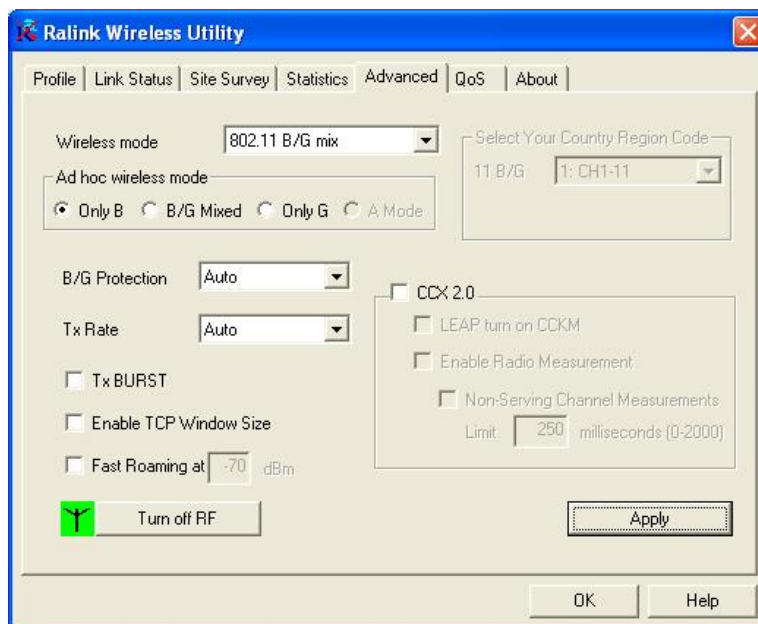 Ralink Wireless Utility
Profile Link Status Site Survey Statistics Advanced QoS About
Wireless mode 802.11 B/G mix
Select Your Country Region Code
11 B/G 1: CH1-11
Ad hoc wireless mode
Only B B/G Mixed Only G A Mode
B/G Protection Auto
CCX 2.0
Tx Rate Auto
LEAP turn on CCKM
Enable Radio Measurement
Tx BURST
Non-Serving Channel Measurements
Enable TCP Window Size
Limit 250 milliseconds (0-2000)
Fast Roaming at -70 dBm
Turn off RF
Apply
OK Help